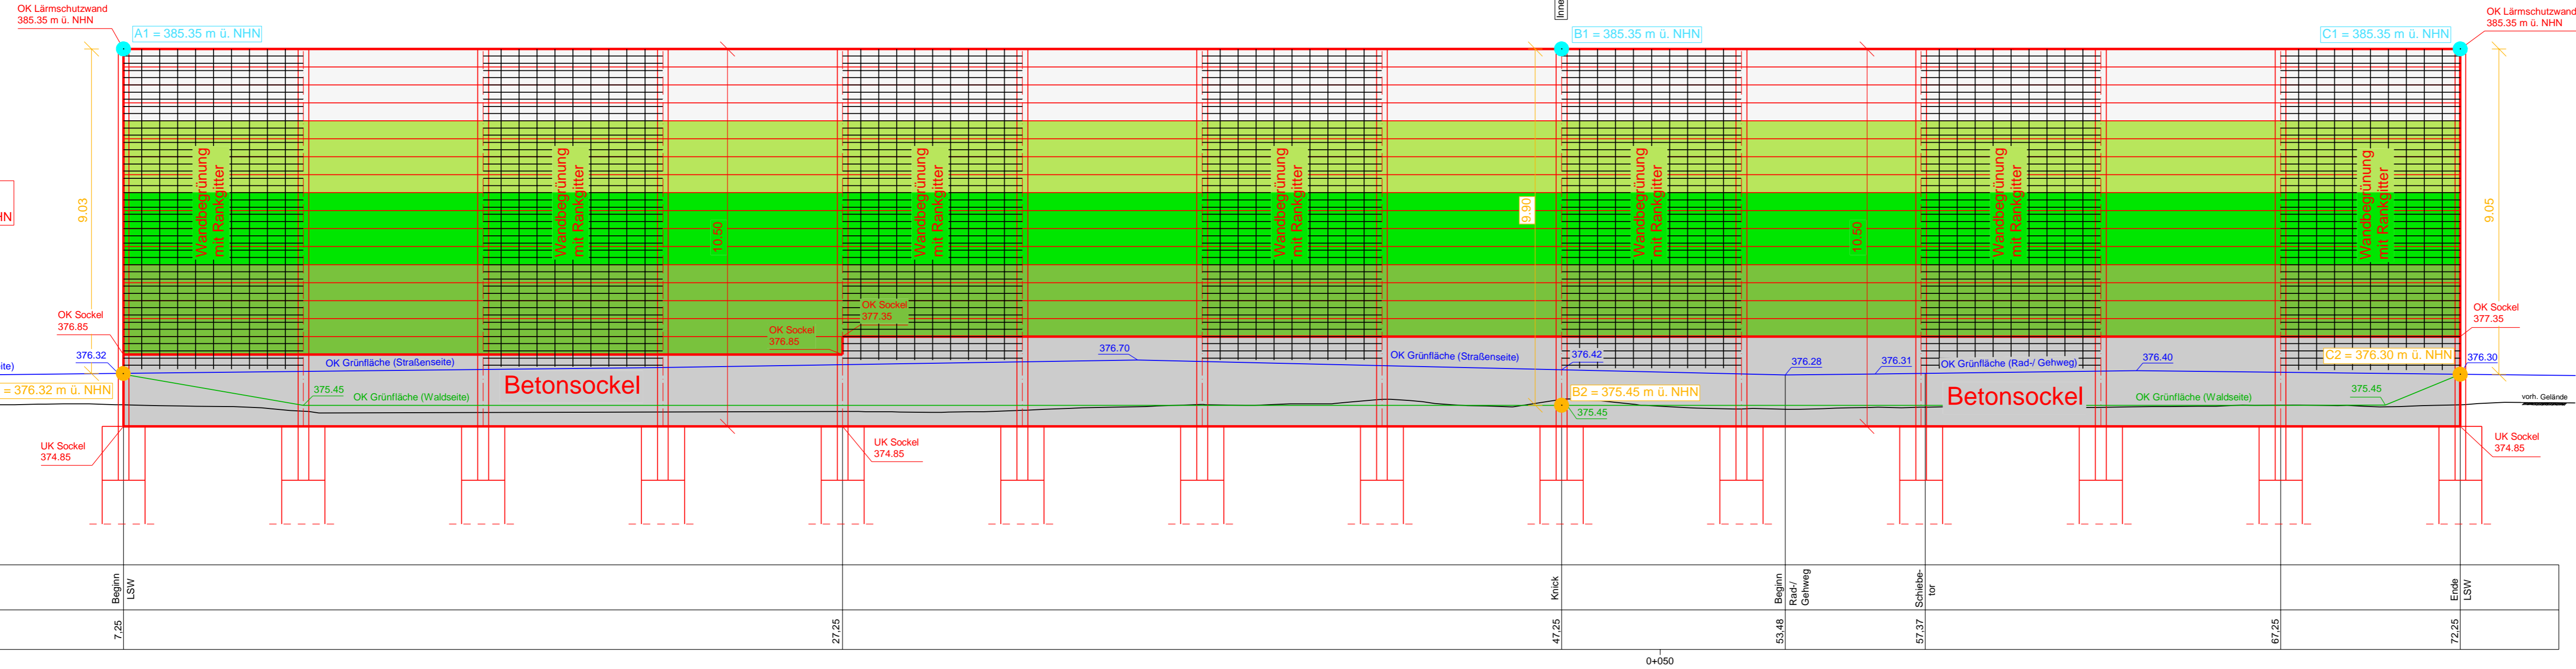 OK Lärmschutzwand
385.35 m ü. NHN
A1 = 385.35 m ü. NHN
Inne
B1 = 385.35 m ü. NHN
C1 = 385.35 m ü. NHN
OK Lärmschutzwand
385.35 m ü. NHN
HN
9.03
Wandbegrünung
mit Rankgitter
Wandbegrünung
mit Rankgitter
10.50
Wandbegrünung
mit Rankgitter
Wandbegrünung
mit Rankgitter
9.90
Wandbegrünung
mit Rankgitter
10.50
Wandbegrünung
mit Rankgitter
Wandbegrünung
mit Rankgitter
9.05
OK Sockel
376.85
OK Sockel
376.85
OK Sockel
377.35
OK Sockel
377.35
ite)
376.32
= 376.32 m ü. NHN
OK Grünfläche (Straßenseite)
376.70
OK Grünfläche (Straßenseite)
376.42
376.28
376.31
OK Grünfläche (Rad-/ Gehweg)
376.40
C2 = 376.30 m ü. NHN
376.30
375.45
OK Grünfläche (Waldseite)
Betonsockel
B2 = 375.45 m ü. NHN
375.45
Betonsockel
OK Grünfläche (Waldseite)
375.45
vorh. Gelände
UK Sockel
374.85
UK Sockel
374.85
UK Sockel
374.85
Beginn
LSW
Knick
Beginn
Rad-/
Gehweg
Schiebe-
tor
Ende
LSW
7,25
27,25
47,25
53,48
57,37
67,25
72,25
0+050